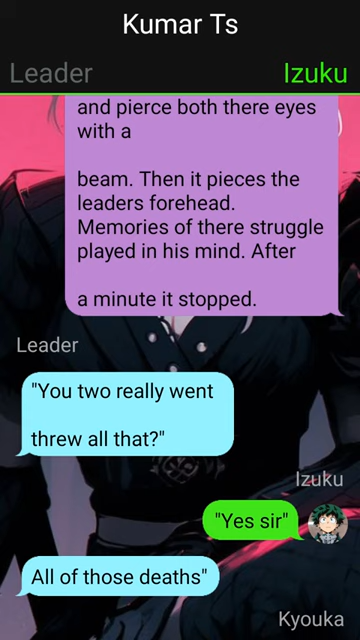 Kumar Ts
Leader
Izuku
and pierce both there eyes
with a
beam. Then it pieces the
leaders forehead.
Memories of there struggle
played in his mind. After
a minute it stopped.
Leader
"You two really went
threw all that?"
Izuku
"Yes sir"
All of those deaths"
Kyouka